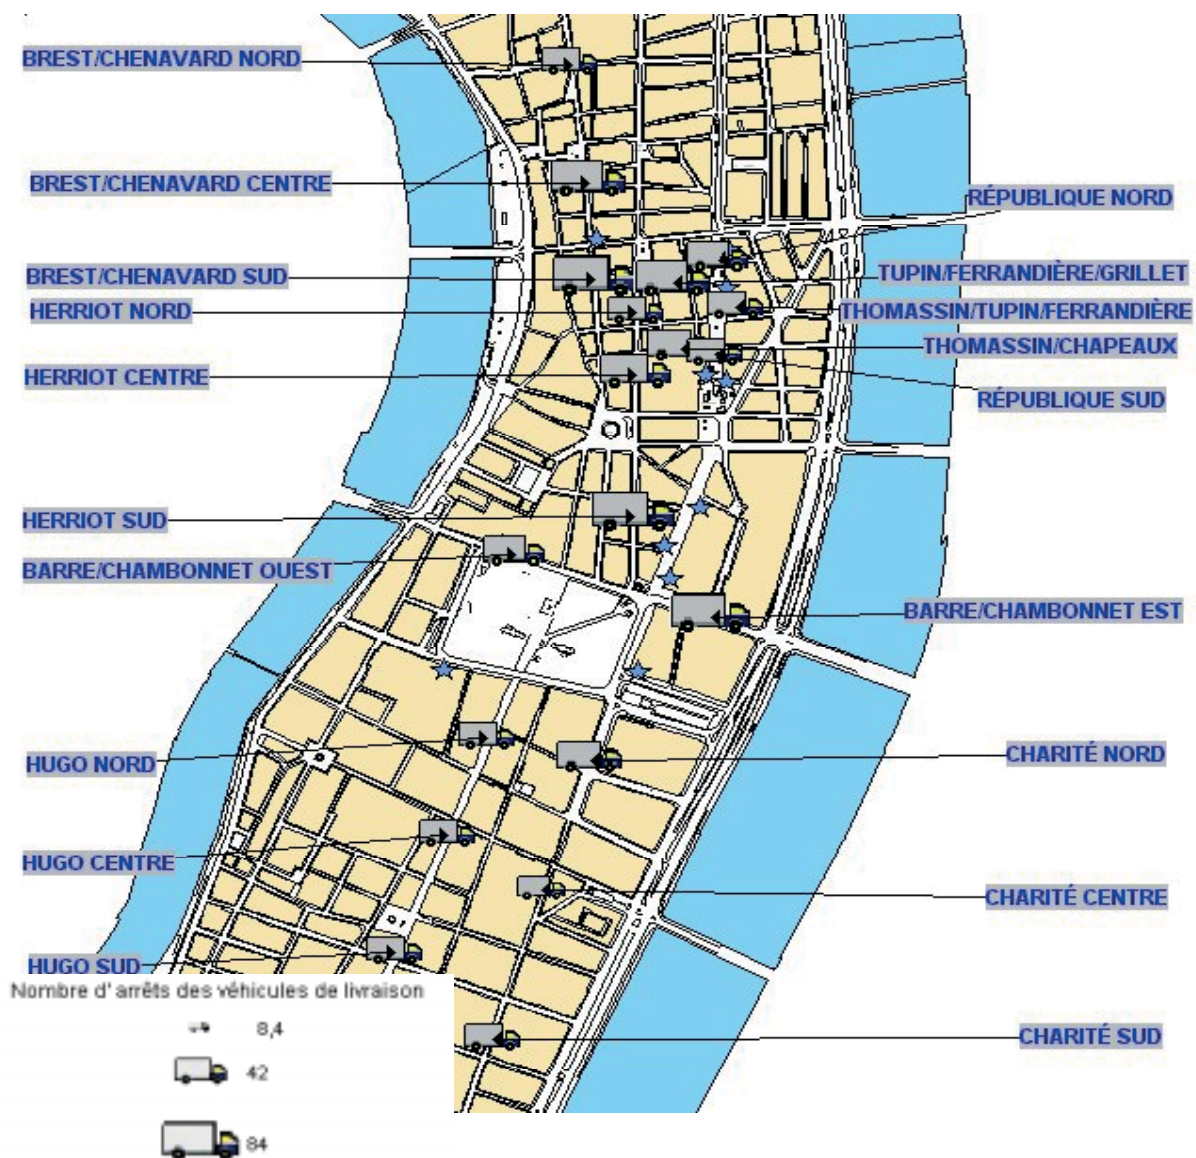 BREST/CHENAVARD NORD
BREST/CHENAVARD CENTRE
RÉPUBLIQUE NORD
BREST/CHENAVARD SUD
TUPIN/FERRANDIÈRE/GRILLET
HERRIOT NORD
THOMASSIN/TUPIN/FERRANDIÈRE
THOMASSIN/CHAPEAUX
HERRIOT CENTRE
RÉPUBLIQUE SUD
HERRIOT SUD
BARRE/CHAMBONNET OUEST
BARRE/CHAMBONNET EST
HUGO NORD
CHARITÉ NORD
HUGO CENTRE
CHARITÉ CENTRE
HUGO SUD
Nombre d'arrêts des véhicules de livraison
8,4
CHARITÉ SUD
42
84